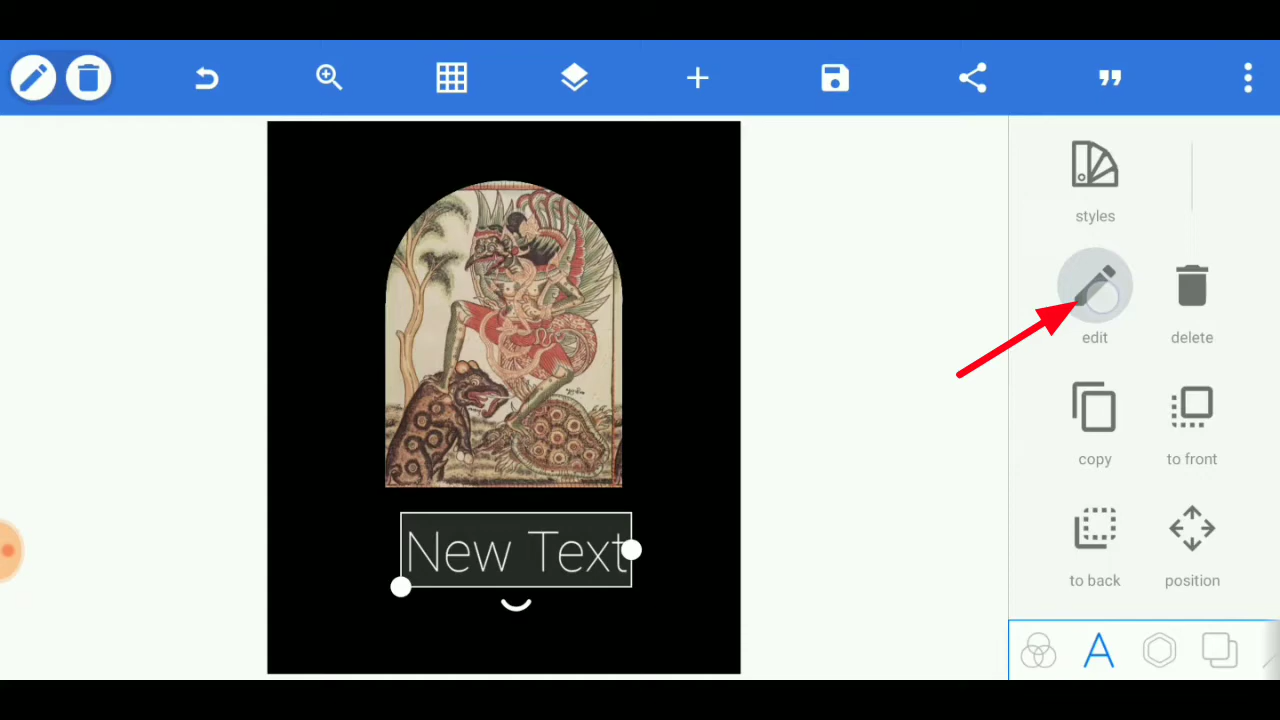 styles
edit
delete
copy
to front
to back
position
New Text